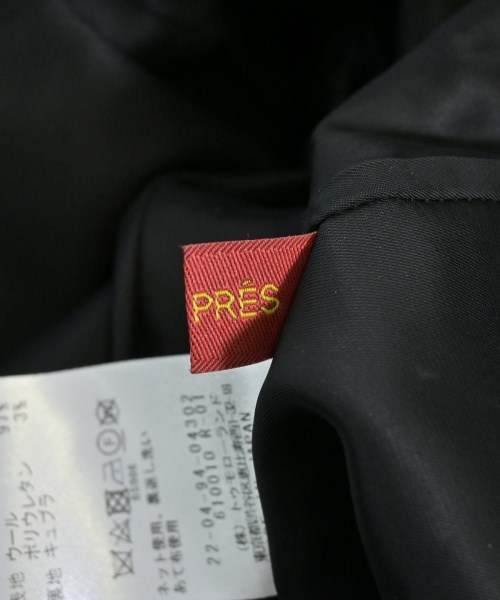 PRÊS
97%
3%
表地 ウール
ポリウレタン
裏地 キュプラ
ネット使用、裏返し洗い
あて布使用
22-04-94-04302
610010 R-01
(株)トゥモローランド
JAPAN